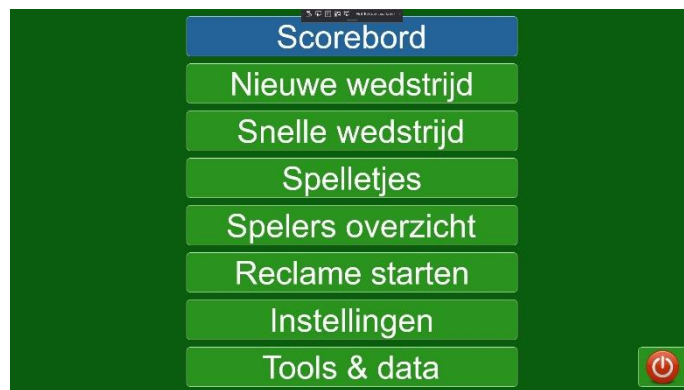 Scorebord
Nieuwe wedstrijd
Snelle wedstrijd
Spelletjes
Spelers overzicht
Reclame starten
Instellingen
Tools & data